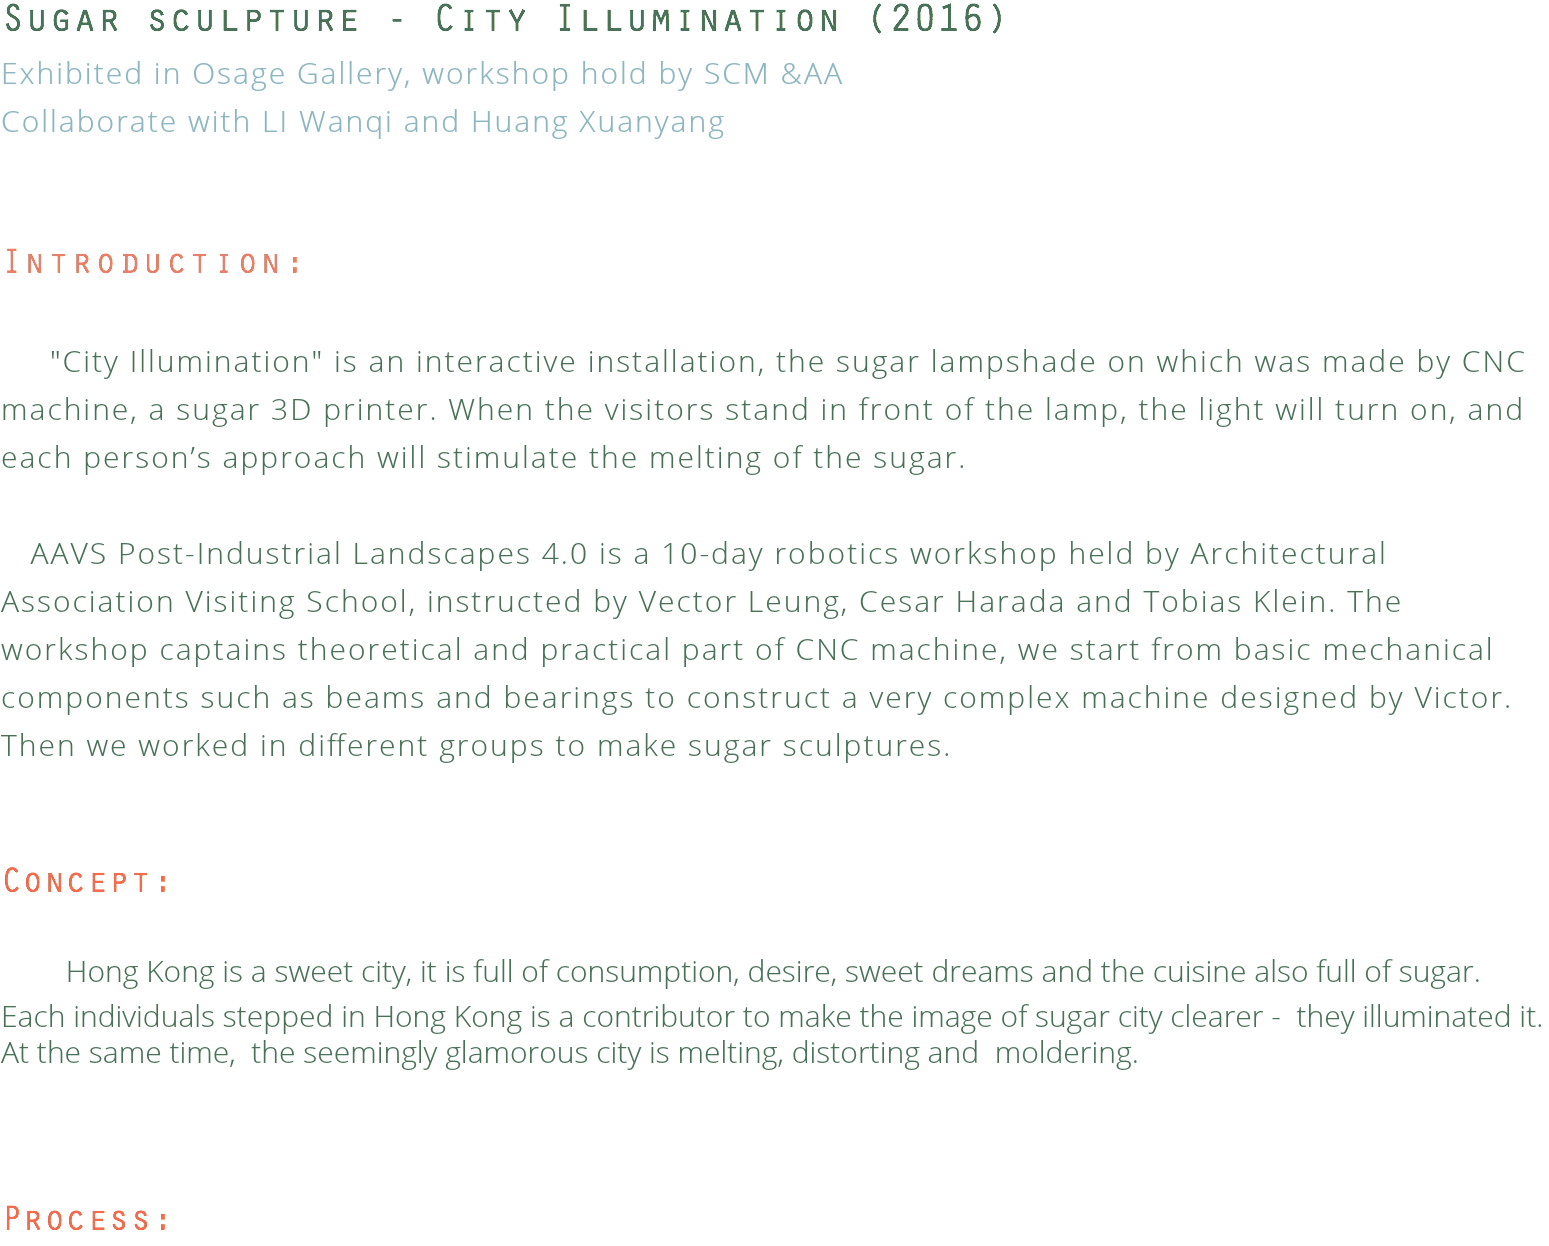 Sugar sculpture - City Illumination (2016)
Exhibited in Osage Gallery, workshop hold by SCM &AA
Collaborate with LI Wanqi and Huang Xuanyang
Introduction:
"City Illumination" is an interactive installation, the sugar lampshade on which was made by CNC
machine, a sugar 3D printer. When the visitors stand in front of the lamp, the light will turn on, and
each person’s approach will stimulate the melting of the sugar.
AAVS Post-Industrial Landscapes 4.0 is a 10-day robotics workshop held by Architectural
Association Visiting School, instructed by Vector Leung, Cesar Harada and Tobias Klein. The
workshop captains theoretical and practical part of CNC machine, we start from basic mechanical
components such as beams and bearings to construct a very complex machine designed by Victor.
Then we worked in different groups to make sugar sculptures.
Concept:
Hong Kong is a sweet city, it is full of consumption, desire, sweet dreams and the cuisine also full of sugar.
Each individuals stepped in Hong Kong is a contributor to make the image of sugar city clearer -  they illuminated it.
At the same time,  the seemingly glamorous city is melting, distorting and  moldering.
Process: